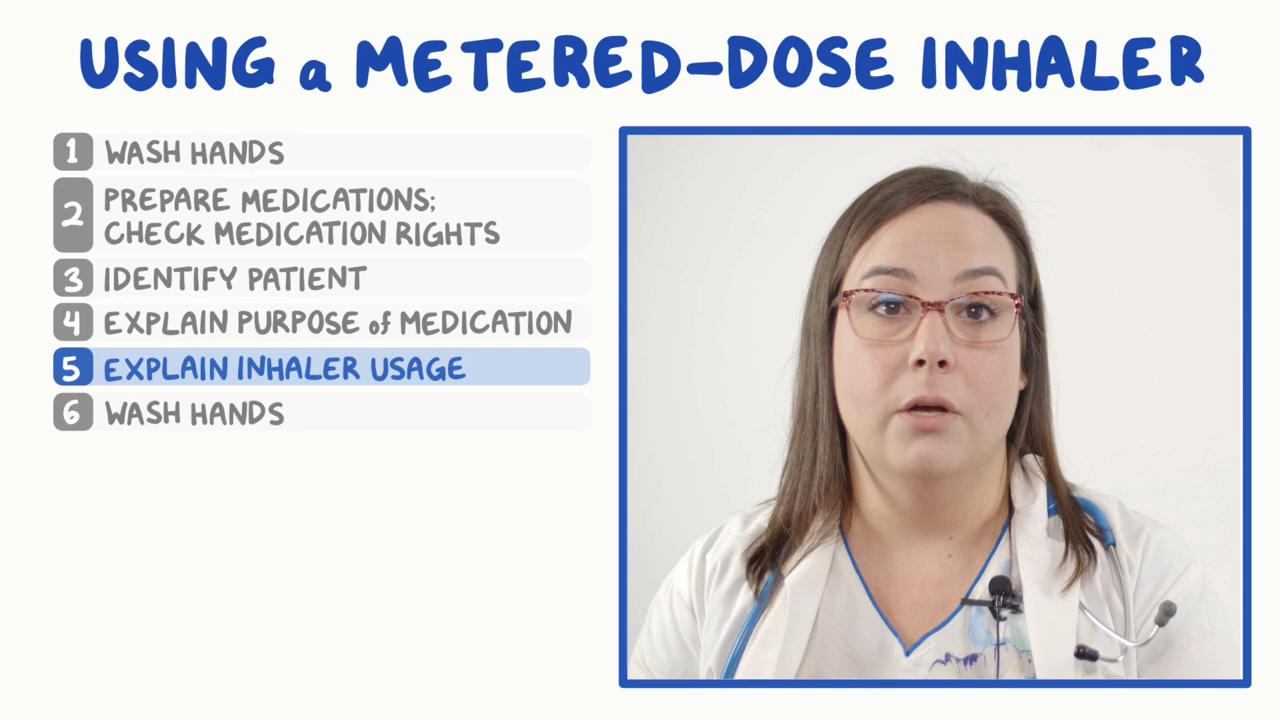 USING a METERED-DOSE INHALER
1 WASH HANDS
2 PREPARE MEDICATIONS;
CHECK MEDICATION RIGHTS
3 IDENTIFY PATIENT
4 EXPLAIN PURPOSE of MEDICATION
5 EXPLAIN INHALER USAGE
6 WASH HANDS